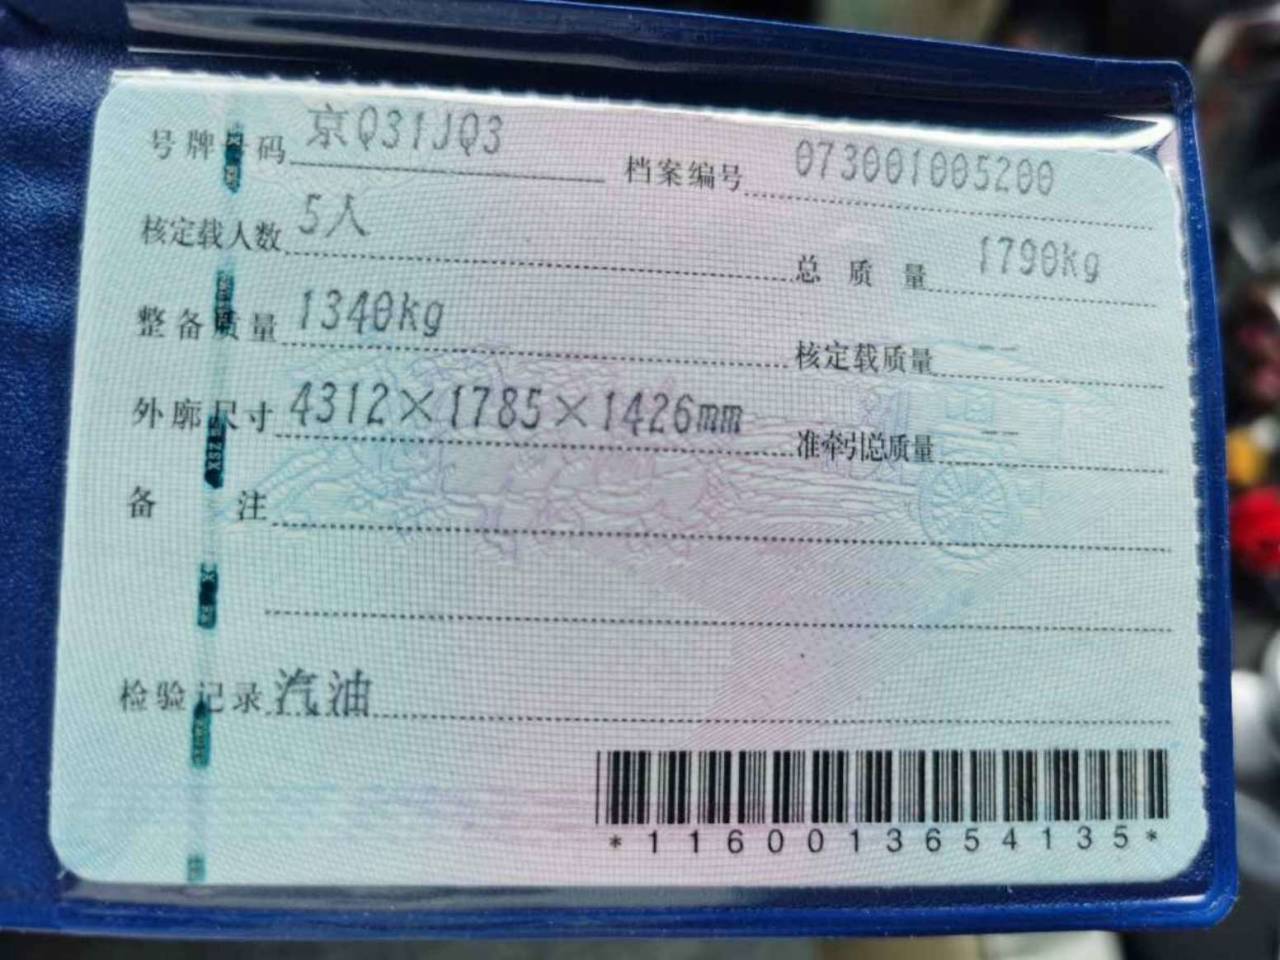 号牌号码 京Q31JQ3 档案编号 073001005200
核定载人数 5人 总质量 1790kg
整备质量 1340kg 核定载质量 --
外廓尺寸 4312×1785×1426mm 准牵引总质量 --
备注
检验记录 汽油
*1160013654135*